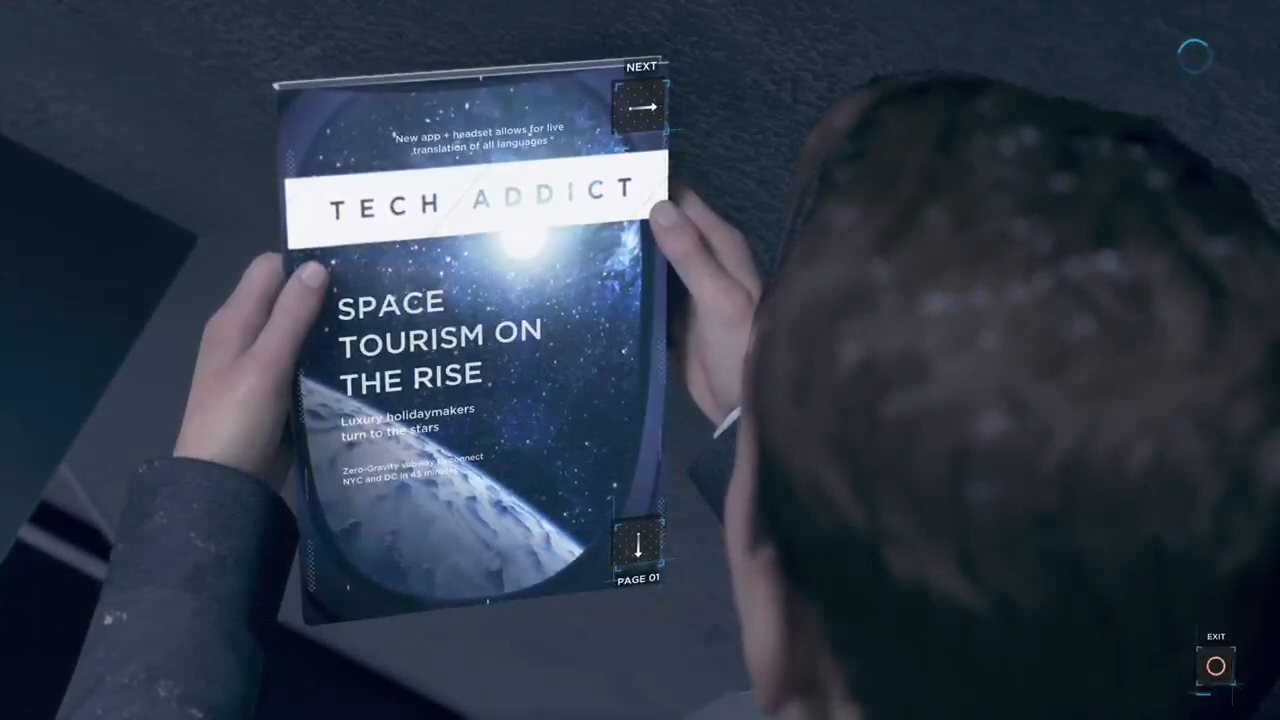 NEXT
"New app + headset allows for live
translation of all languages"
TECH ADDICT
SPACE
TOURISM ON
THE RISE
Luxury holidaymakers
turn to the stars
Zero-Gravity subway to connect
NYC and DC in 45 minutes
PAGE 01
EXIT